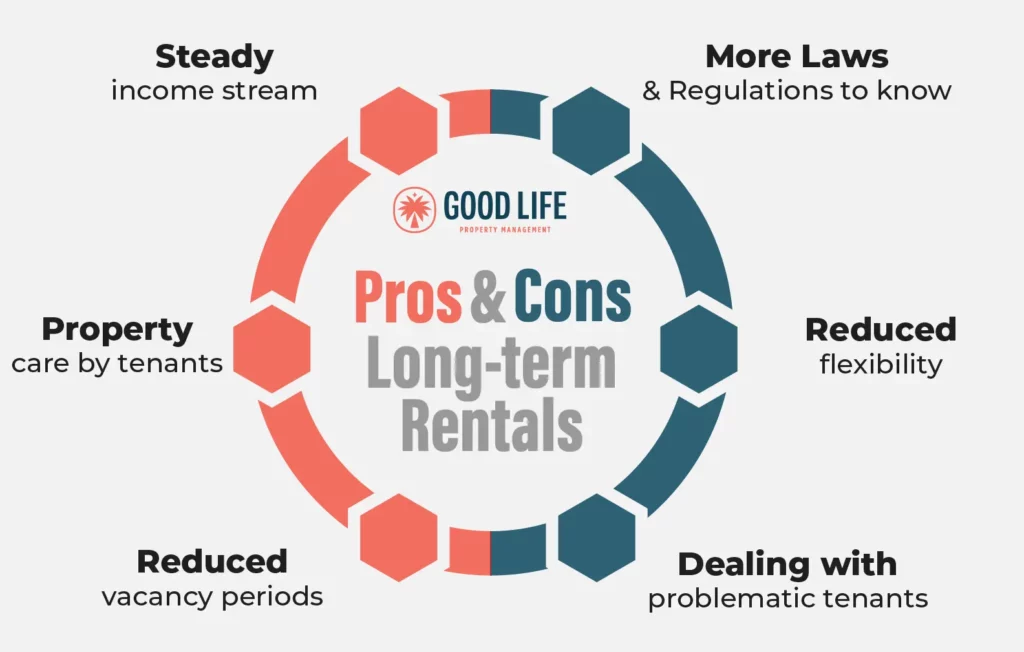 Steady
income stream
More Laws
& Regulations to know
GOOD LIFE
PROPERTY MANAGEMENT
Pros & Cons
Long-term
Rentals
Property
care by tenants
Reduced
flexibility
Reduced
vacancy periods
Dealing with
problematic tenants